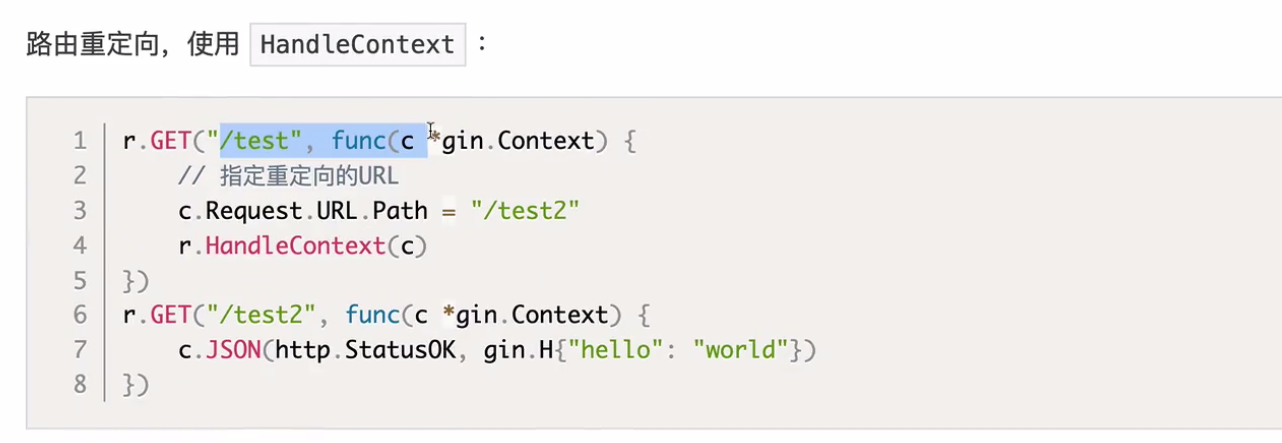 路由重定向，使用 HandleContext ：
1 r.GET("/test", func(c *gin.Context) {
2     // 指定重定向的URL
3     c.Request.URL.Path = "/test2"
4     r.HandleContext(c)
5 })
6 r.GET("/test2", func(c *gin.Context) {
7     c.JSON(http.StatusOK, gin.H{"hello": "world"})
8 })